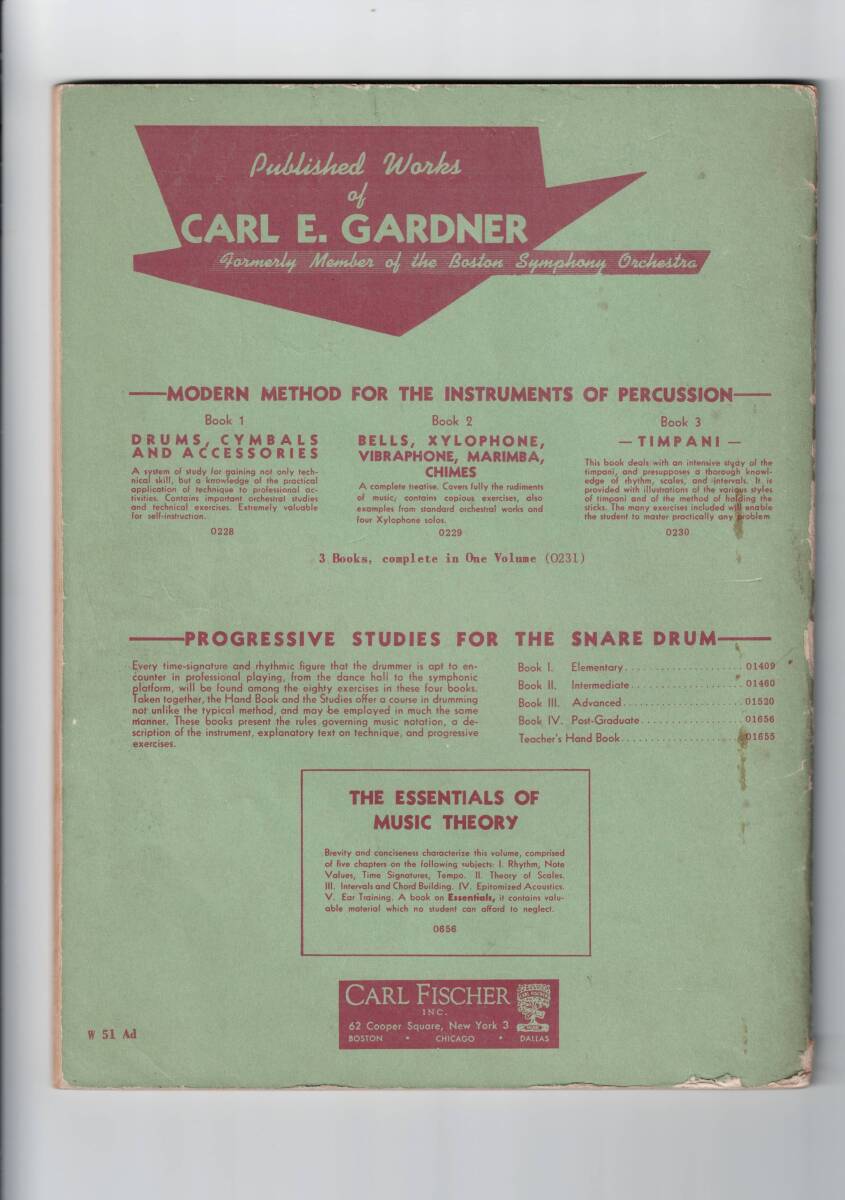 Published Works
of
CARL E. GARDNER
Formerly Member of the Boston Symphony Orchestra
MODERN METHOD FOR THE INSTRUMENTS OF PERCUSSION
Book 1
DRUMS, CYMBALS
AND ACCESSORIES
A system of study for gaining not only tech-
nical skill, but a knowledge of the practical
application of technique to professional ac-
tivities. Contains important orchestral studies
and technical exercises. Extremely valuable
for self-instruction.
0228
Book 2
BELLS, XYLOPHONE,
VIBRAPHONE, MARIMBA,
CHIMES
A complete treatise. Covers fully the rudiments
of music, contains copious exercises, also
examples from standard orchestral works and
four Xylophone solos.
0229
Book 3
— TIMPANI —
This book deals with an intensive study of the
timpani, and presupposes a thorough knowl-
edge of rhythm, scales, and intervals. It is
provided with illustrations of the various styles
of timpani and of the method of holding the
sticks. The many exercises included will enable
the student to master practically any problem
0230
3 Books, complete in One Volume (O231)
PROGRESSIVE STUDIES FOR THE SNARE DRUM
Every time-signature and rhythmic figure that the drummer is apt to en-
counter in professional playing, from the dance hall to the symphonic
platform, will be found among the eighty exercises in these four books.
Taken together, the Hand Book and the Studies offer a course in drumming
not unlike the typical method, and may be employed in much the same
manner. These books present the rules governing music notation, a de-
scription of the instrument, explanatory text on technique, and progressive
exercises.
Book I. Elementary.................... 01409
Book II. Intermediate................... 01460
Book III. Advanced..................... 01520
Book IV. Post-Graduate.................. 01656
Teacher's Hand Book..................... 01655
THE ESSENTIALS OF
MUSIC THEORY
Brevity and conciseness characterize this volume, comprised
of five chapters on the following subjects: I. Rhythm, Note
Values, Time Signatures, Tempo. II. Theory of Scales.
III. Intervals and Chord Building. IV. Epitomized Acoustics.
V. Ear Training. A book on Essentials, it contains valu-
able material which no student can afford to neglect.
0656
CARL FISCHER
INC.
62 Cooper Square, New York 3
BOSTON • CHICAGO • DALLAS
W 51 Ad